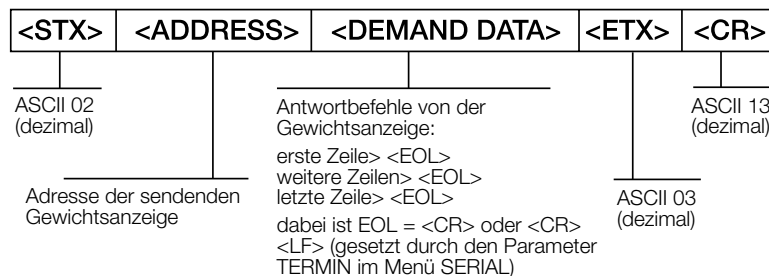 <STX> <ADDRESS> <DEMAND DATA> <ETX> <CR>
ASCII 02
(dezimal)
Adresse der sendenden
Gewichtsanzeige
Antwortbefehle von der
Gewichtsanzeige:
erste Zeile> <EOL>
weitere Zeilen> <EOL>
letzte Zeile> <EOL>
dabei ist EOL = <CR> oder <CR>
<LF> (gesetzt durch den Parameter
TERMIN im Menü SERIAL)
ASCII 03
(dezimal)
ASCII 13
(dezimal)